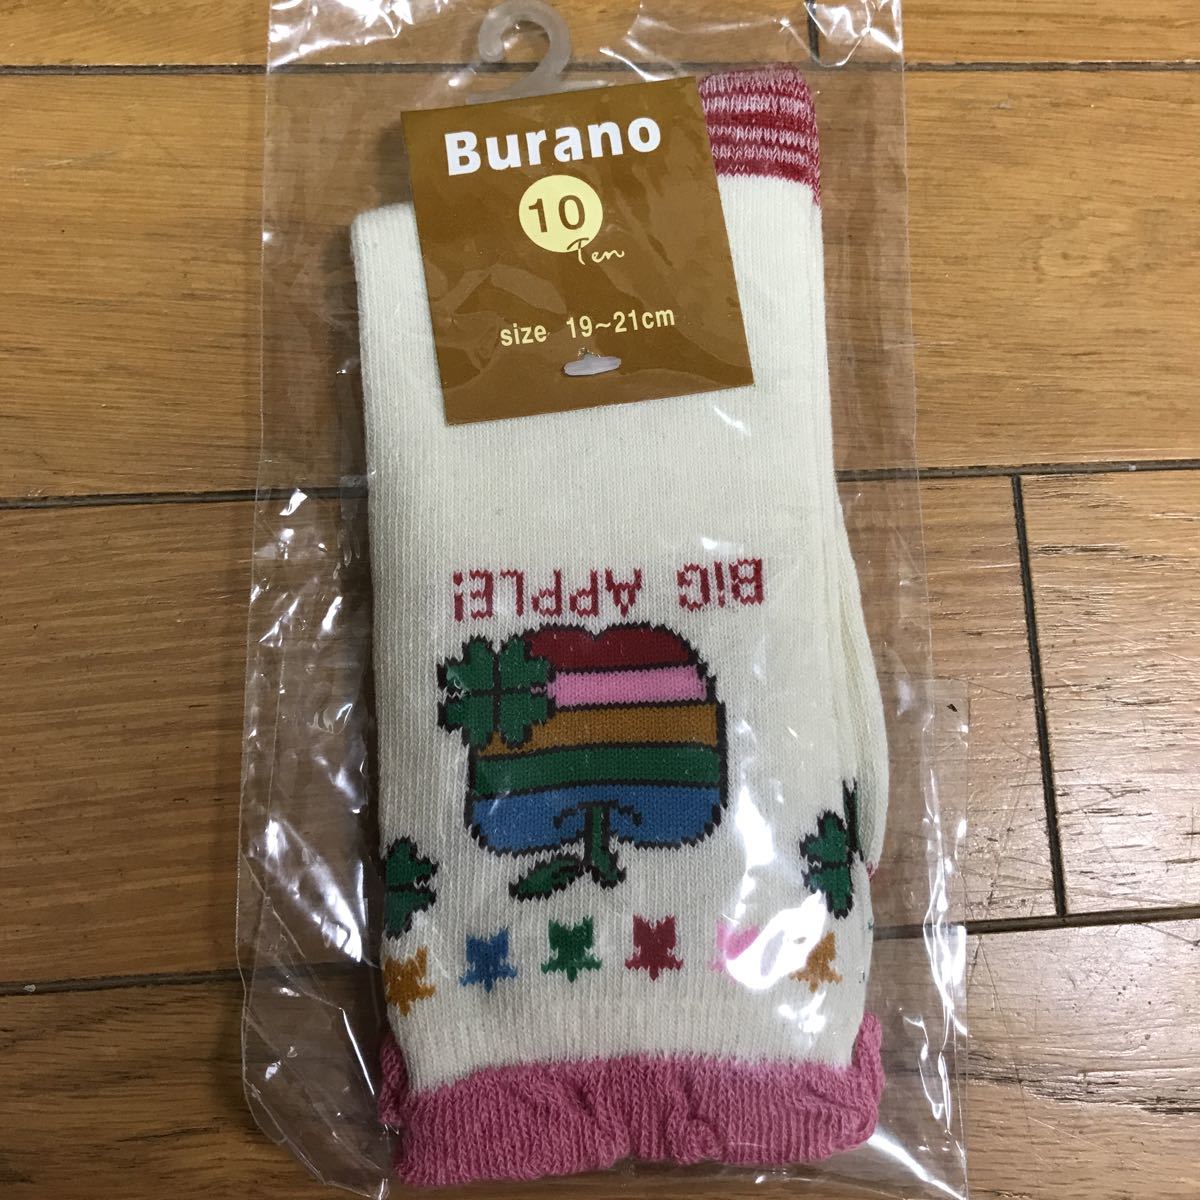 Burano
10
Ten
size 19~21cm
BIG APPLE!